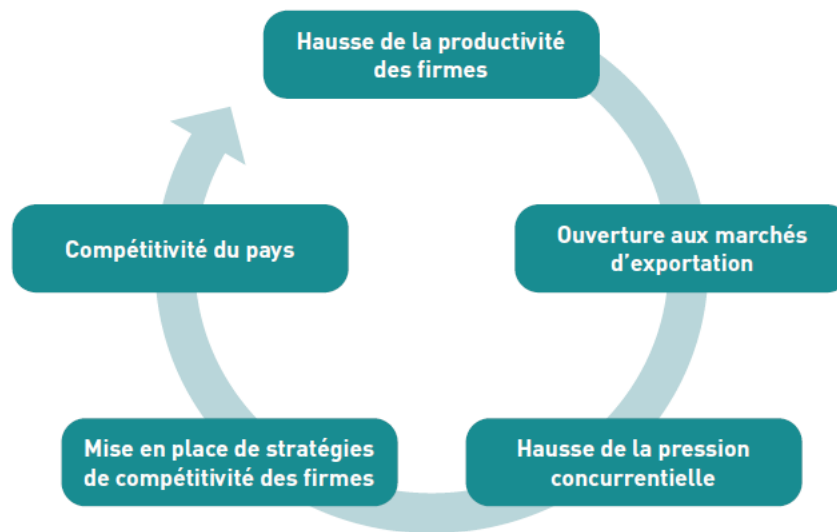 Hausse de la productivité
des firmes
Ouverture aux marchés
d'exportation
Hausse de la pression
concurrentielle
Mise en place de stratégies
de compétitivité des firmes
Compétitivité du pays